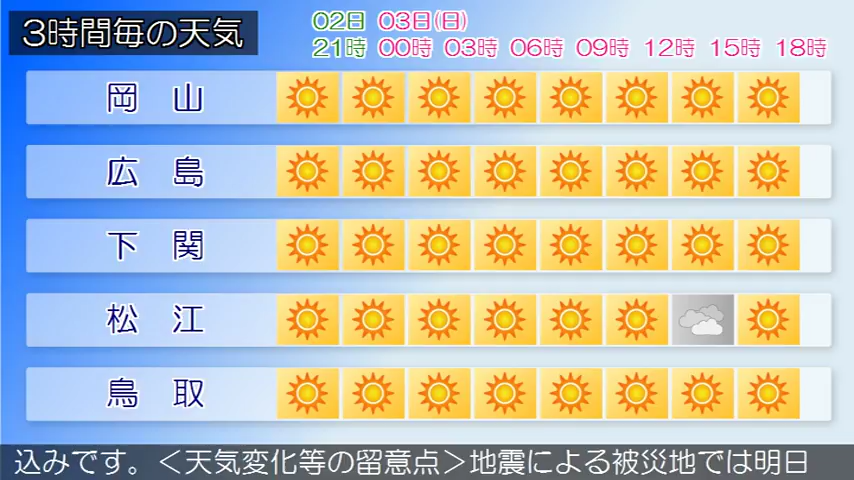 3時間毎の天気
02日 03日(日)
21時 00時 03時 06時 09時 12時 15時 18時
岡 山
広 島
下 関
松 江
鳥 取
込みです。＜天気変化等の留意点＞地震による被災地では明日